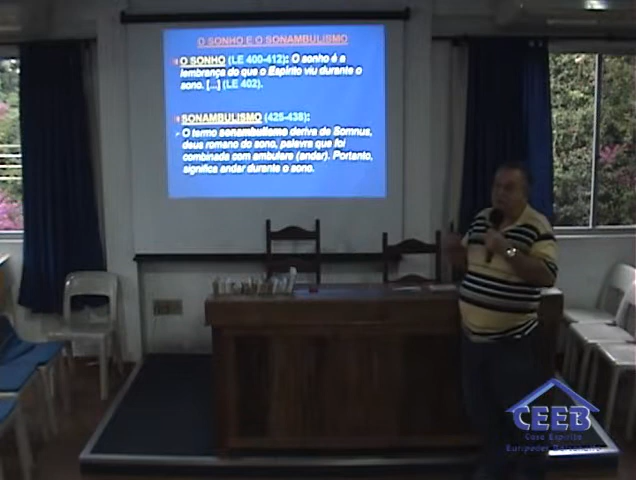 O SONHO E O SONAMBULISMO
O SONHO (LE 400-412): O sonho é a
lembrança do que o Espírito viu durante o
sono. [...] (LE 402).
SONAMBULISMO (425-438):
O termo sonambulismo deriva de Somnus,
deus romano do sono, palavra que foi
combinada com ambulare (andar). Portanto,
significa andar durante o sono.
CEEB
Casa Espírita